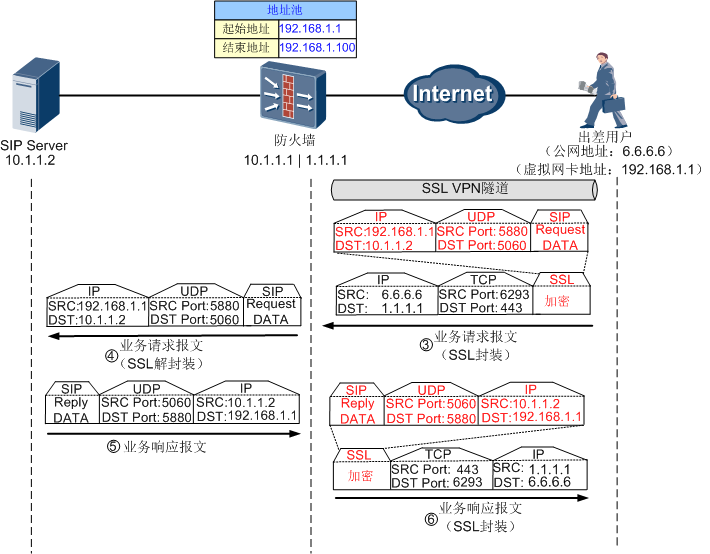 地址池
起始地址 192.168.1.1
结束地址 192.168.1.100
Internet
SIP Server
10.1.1.2
防火墙
10.1.1.1 | 1.1.1.1
出差用户
（公网地址：6.6.6.6）
（虚拟网卡地址：192.168.1.1）
SSL VPN隧道
IP UDP SIP
SRC:192.168.1.1 SRC Port: 5880 Request
DST:10.1.1.2 DST Port:5060 DATA
IP TCP SSL
SRC: 6.6.6.6 SRC Port:6293 加密
DST: 1.1.1.1 DST Port: 443
③ 业务请求报文
（SSL封装）
IP UDP SIP
SRC:192.168.1.1 SRC Port: 5880 Request
DST:10.1.1.2 DST Port:5060 DATA
④ 业务请求报文
（SSL解封装）
SIP UDP IP
Reply SRC Port:5060 SRC:10.1.1.2
DATA DST Port: 5880 DST:192.168.1.1
⑤ 业务响应报文
SIP UDP IP
Reply SRC Port:5060 SRC:10.1.1.2
DATA DST Port: 5880 DST:192.168.1.1
SSL TCP IP
加密 SRC Port: 443 SRC: 1.1.1.1
DST Port: 6293 DST: 6.6.6.6
⑥ 业务响应报文
（SSL封装）